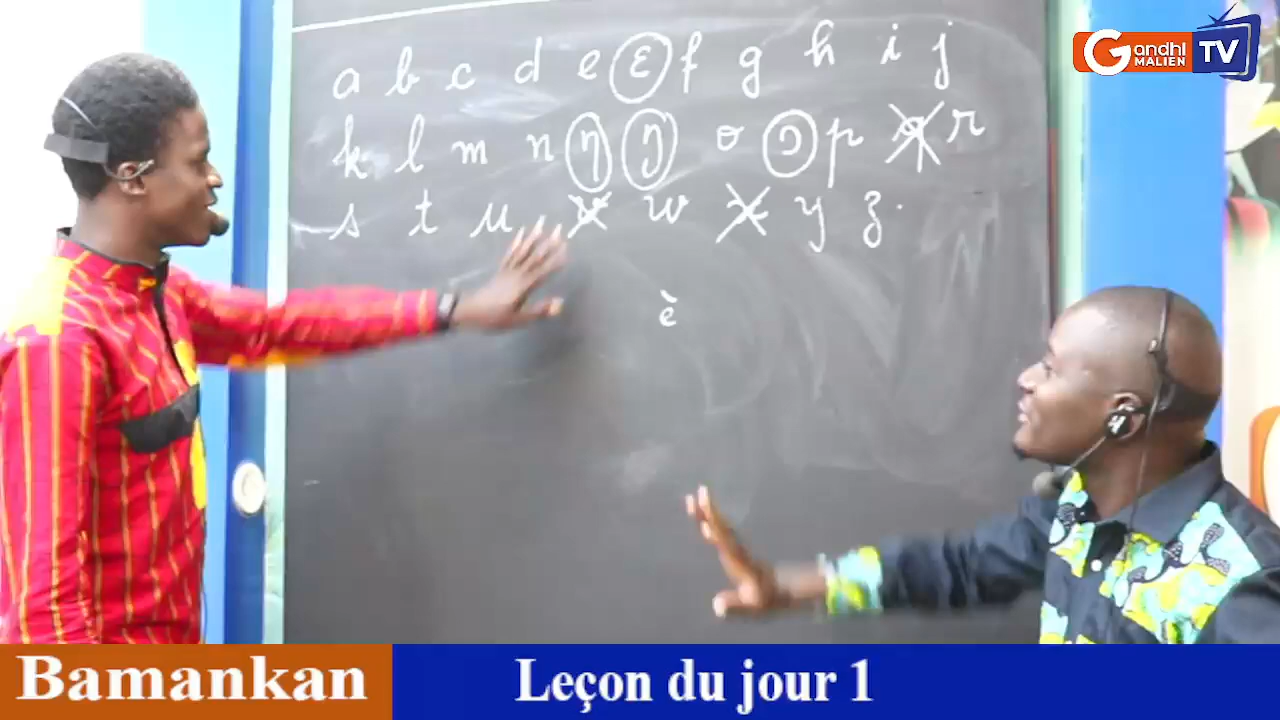 a b c d e ɛ f g h i j
k l m n ɲ ŋ o ɔ p q r
s t u v w x y z.
è
Gandhi
MALIEN
TV
Bamankan
Leçon du jour 1